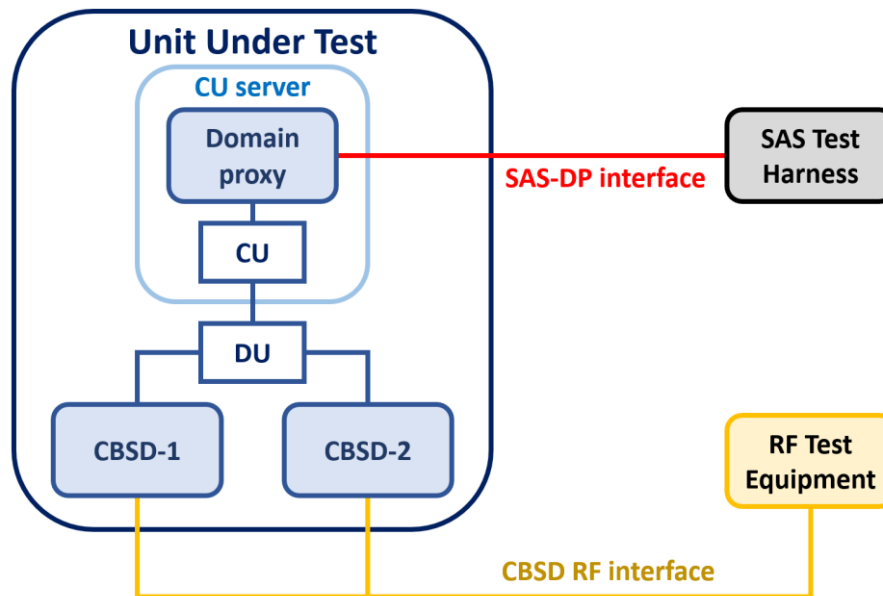 Unit Under Test
CU server
Domain
proxy
SAS Test
Harness
SAS-DP interface
CU
DU
CBSD-1
CBSD-2
RF Test
Equipment
CBSD RF interface